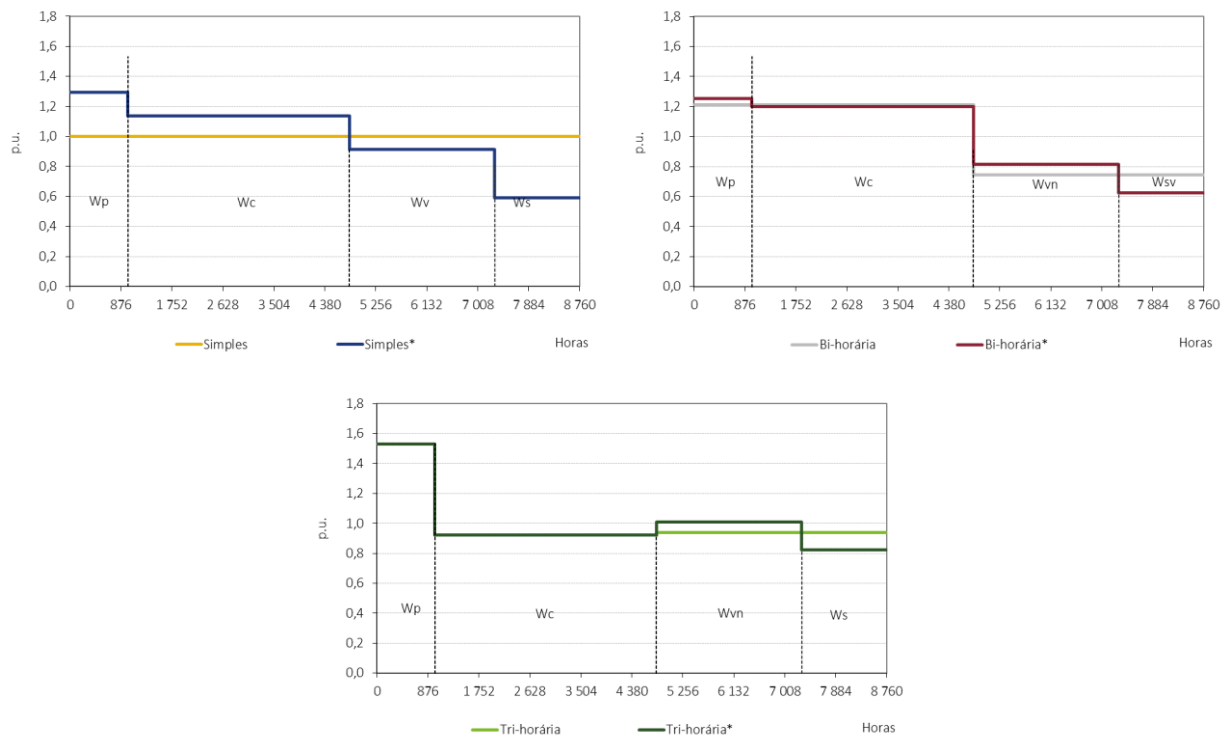 1,8
1,6
1,4
1,2
1,0
0,8
0,6
0,4
0,2
0,0
p.u.
Wp
Wc
Wv
Ws
0 876 1 752 2 628 3 504 4 380 5 256 6 132 7 008 7 884 8 760
Simples Simples* Horas
1,8
1,6
1,4
1,2
1,0
0,8
0,6
0,4
0,2
0,0
p.u.
Wp
Wc
Wvn
Wsv
0 876 1 752 2 628 3 504 4 380 5 256 6 132 7 008 7 884 8 760
Bi-horária Bi-horária* Horas
1,8
1,6
1,4
1,2
1,0
0,8
0,6
0,4
0,2
0,0
p.u.
Wp
Wc
Wvn
Ws
0 876 1 752 2 628 3 504 4 380 5 256 6 132 7 008 7 884 8 760
Tri-horária Tri-horária* Horas